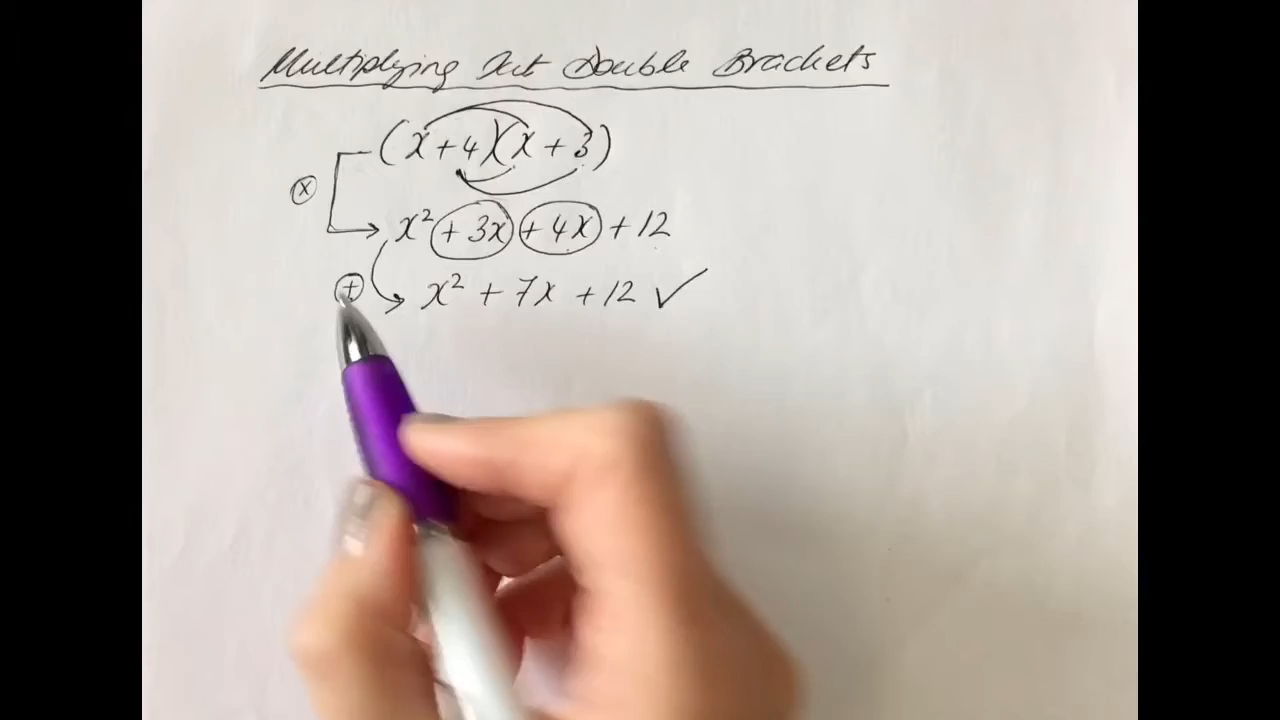 Multiplying Out Double Brackets
(x+4)(x+3)
×
x² + 3x + 4x + 12
+
x² + 7x + 12 ✓